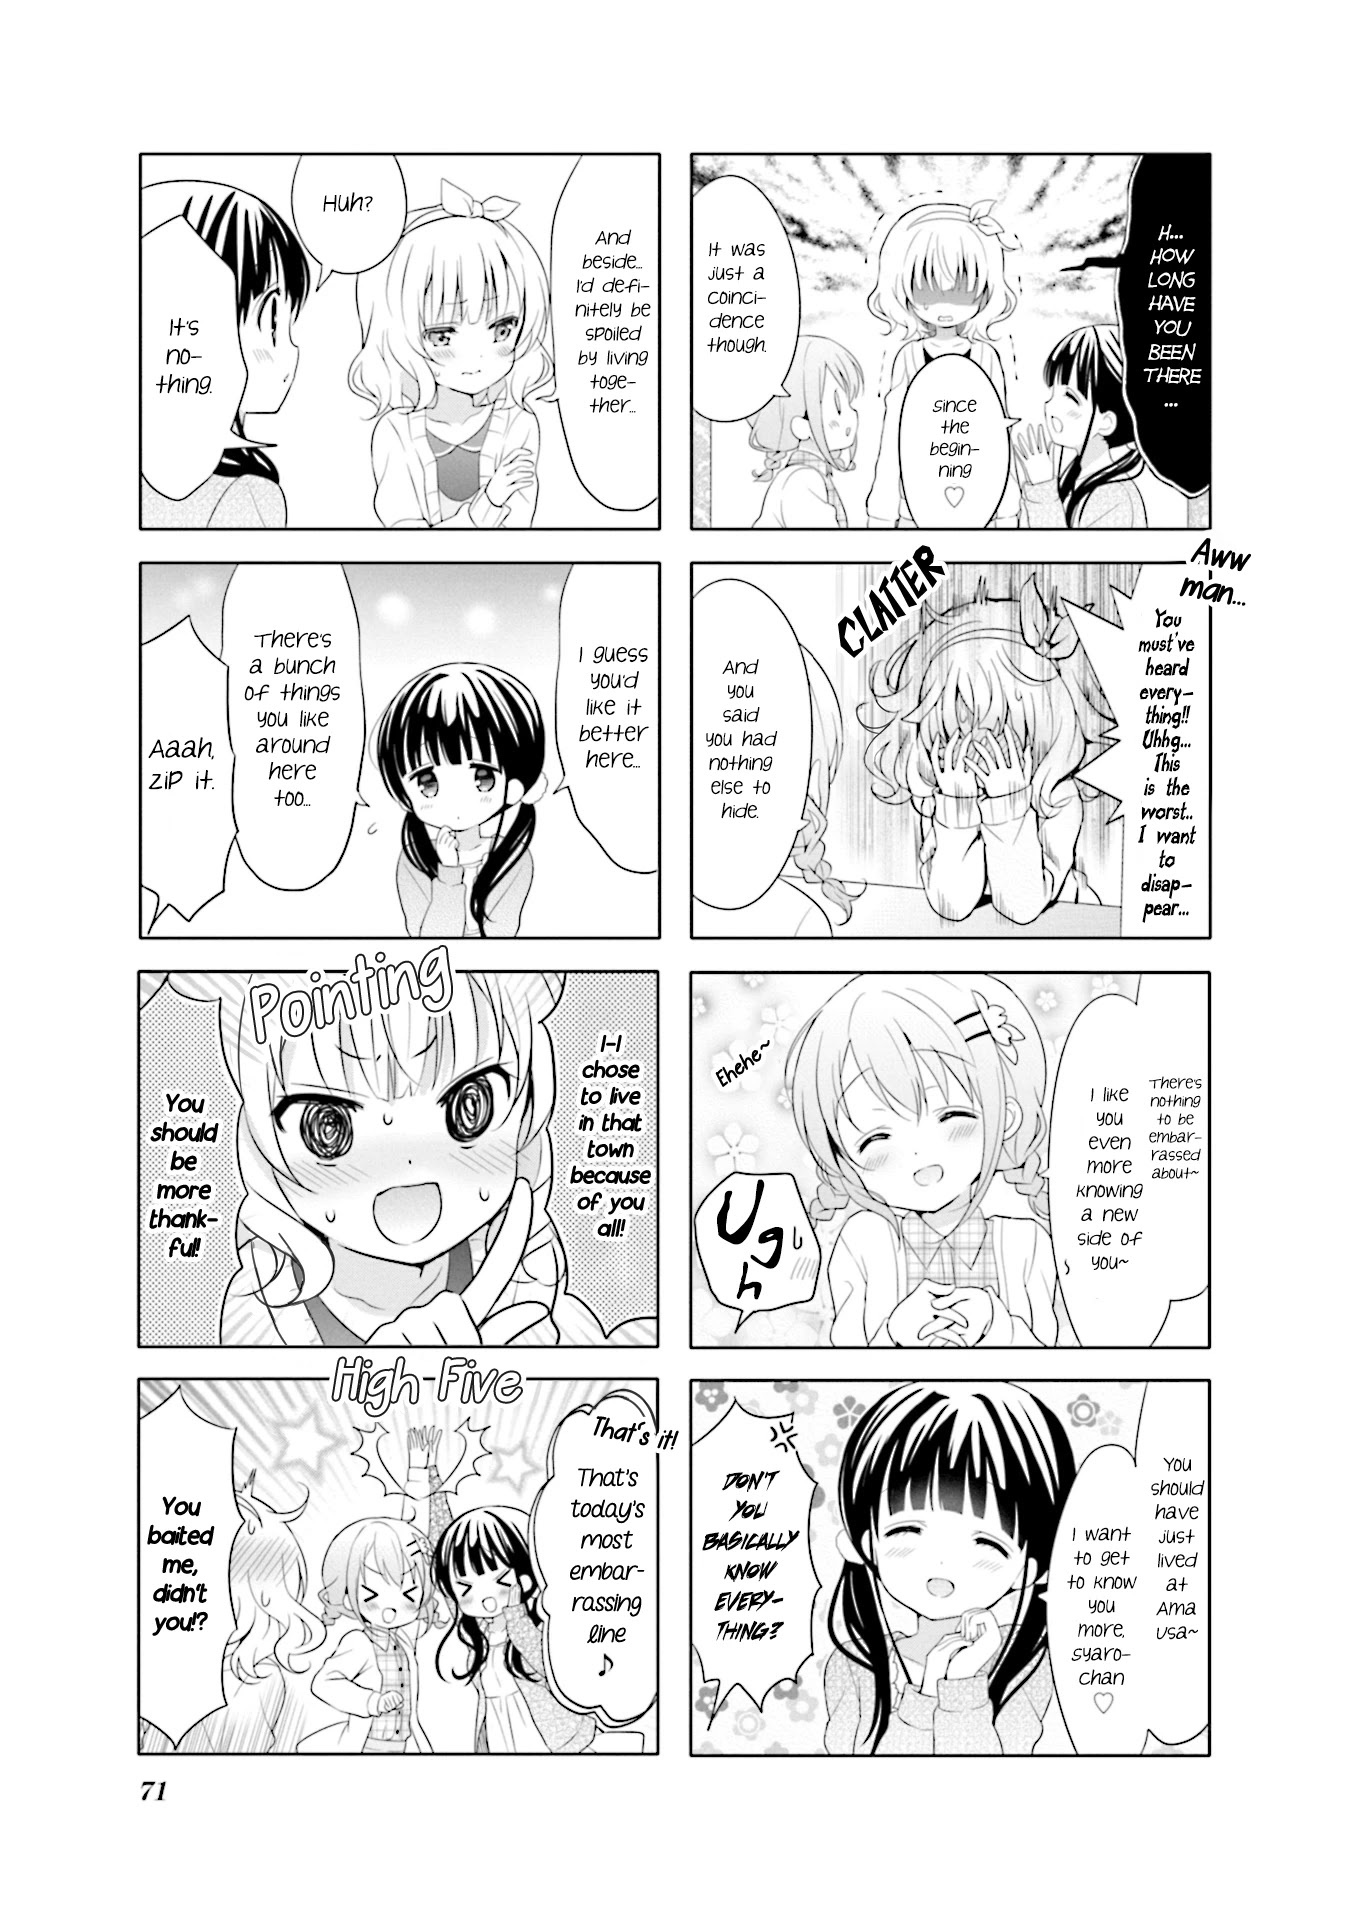 H...
HOW
LONG
HAVE
YOU
BEEN
THERE
...
since
the
begin-
ning
♡
It was
just a
coinci-
dence
though.
Aww
man...
You
must've
heard
every-
thing!!
Uhhg...
This
is the
worst..
I want
to
disap-
pear...
CLATTER
And
you
said
you had
nothing
else to
hide.
There's
nothing
to be
embar-
rassed
about~
I like
you
even
more
knowing
a new
side of
you~
Ehehe~
Ugh
You
should
have
just
lived
at
Ama
usa~
I want
to get
to know
you
more,
syaro-
chan
♡
DON'T
YOU
BASICALLY
KNOW
EVERY-
THING?
And
beside...
I'd defi-
nitely be
spoiled
by living
toge-
ther...
Huh?
It's
no-
thing.
I guess
you'd
like it
better
here...
There's
a bunch
of things
you like
around
here
too...
Aaah,
zip it.
Pointing
I-I
chose
to live
in that
town
because
of you
all!
You
should
be
more
thank-
ful!
High Five
That's it!
That's
today's
most
embar-
rassing
line
♪
You
baited
me,
didn't
you!?
71